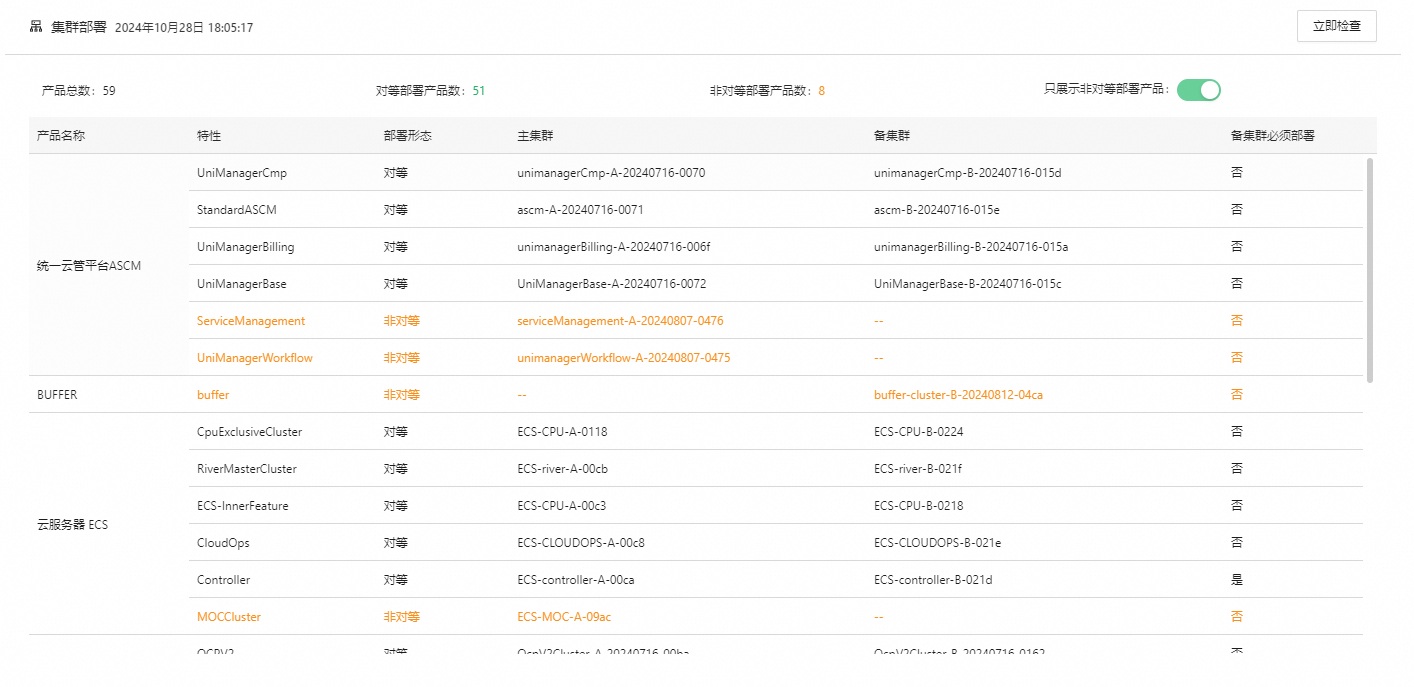 集群部署 2024年10月28日 18:05:17 立即检查
产品总数：59 对等部署产品数：51 非对等部署产品数：8 只展示非对等部署产品：
产品名称 特性 部署形态 主集群 备集群 备集群必须部署
UniManagerCmp 对等 unimanagerCmp-A-20240716-0070 unimanagerCmp-B-20240716-015d 否
StandardASCM 对等 ascm-A-20240716-0071 ascm-B-20240716-015e 否
UniManagerBilling 对等 unimanagerBilling-A-20240716-006f unimanagerBilling-B-20240716-015a 否
统一云管平台ASCM
UniManagerBase 对等 UniManagerBase-A-20240716-0072 UniManagerBase-B-20240716-015c 否
ServiceManagement 非对等 serviceManagement-A-20240807-0476 -- 否
UniManagerWorkflow 非对等 unimanagerWorkflow-A-20240807-0475 -- 否
BUFFER buffer 非对等 -- buffer-cluster-B-20240812-04ca 否
CpuExclusiveCluster 对等 ECS-CPU-A-0118 ECS-CPU-B-0224 否
RiverMasterCluster 对等 ECS-river-A-00cb ECS-river-B-021f 否
ECS-InnerFeature 对等 ECS-CPU-A-00c3 ECS-CPU-B-0218 否
云服务器 ECS
CloudOps 对等 ECS-CLOUDOPS-A-00c8 ECS-CLOUDOPS-B-021e 否
Controller 对等 ECS-controller-A-00ca ECS-controller-B-021d 是
MOCCluster 非对等 ECS-MOC-A-09ac -- 否
对等 否